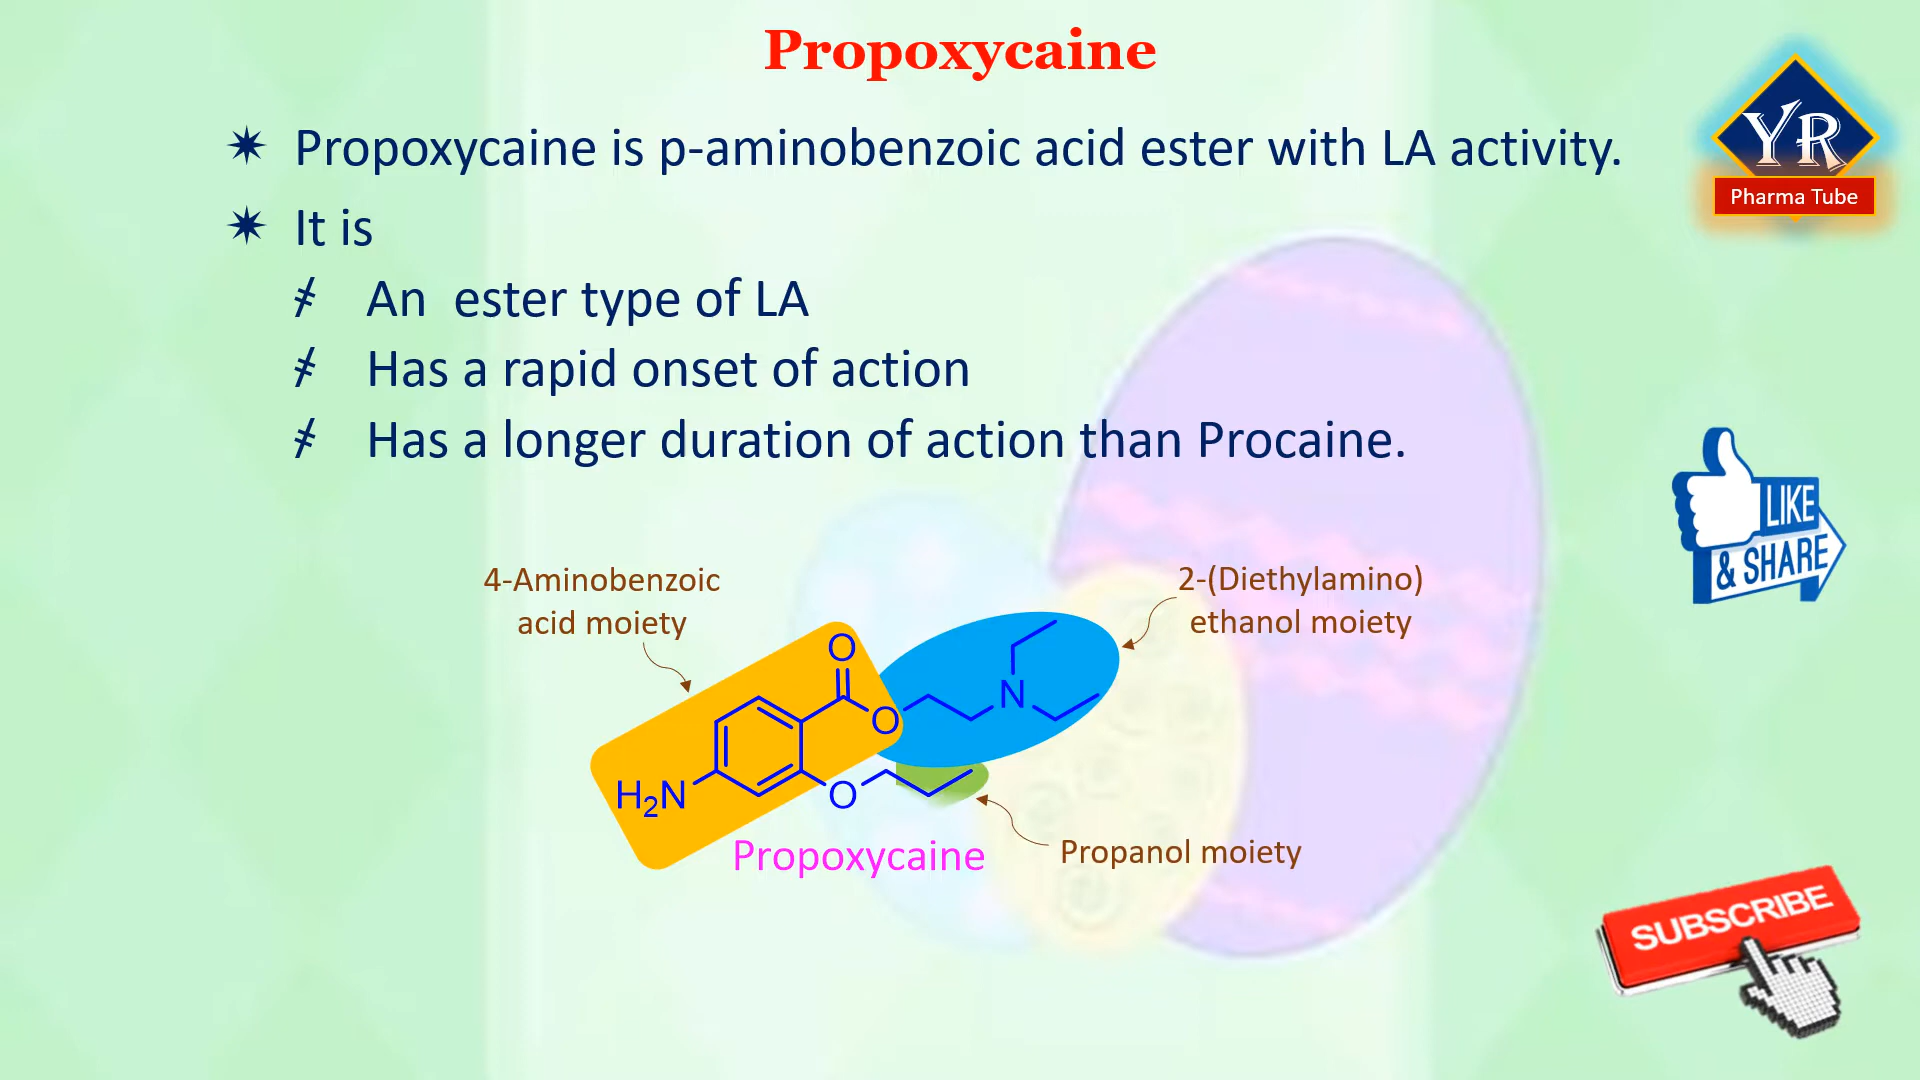 Propoxycaine
YR
Pharma Tube
✷ Propoxycaine is p-aminobenzoic acid ester with LA activity.
✷ It is
An ester type of LA
Has a rapid onset of action
Has a longer duration of action than Procaine.
LIKE
& SHARE
4-Aminobenzoic
acid moiety
2-(Diethylamino)
ethanol moiety
O
N
O
H₂N
O
Propoxycaine
Propanol moiety
SUBSCRIBE